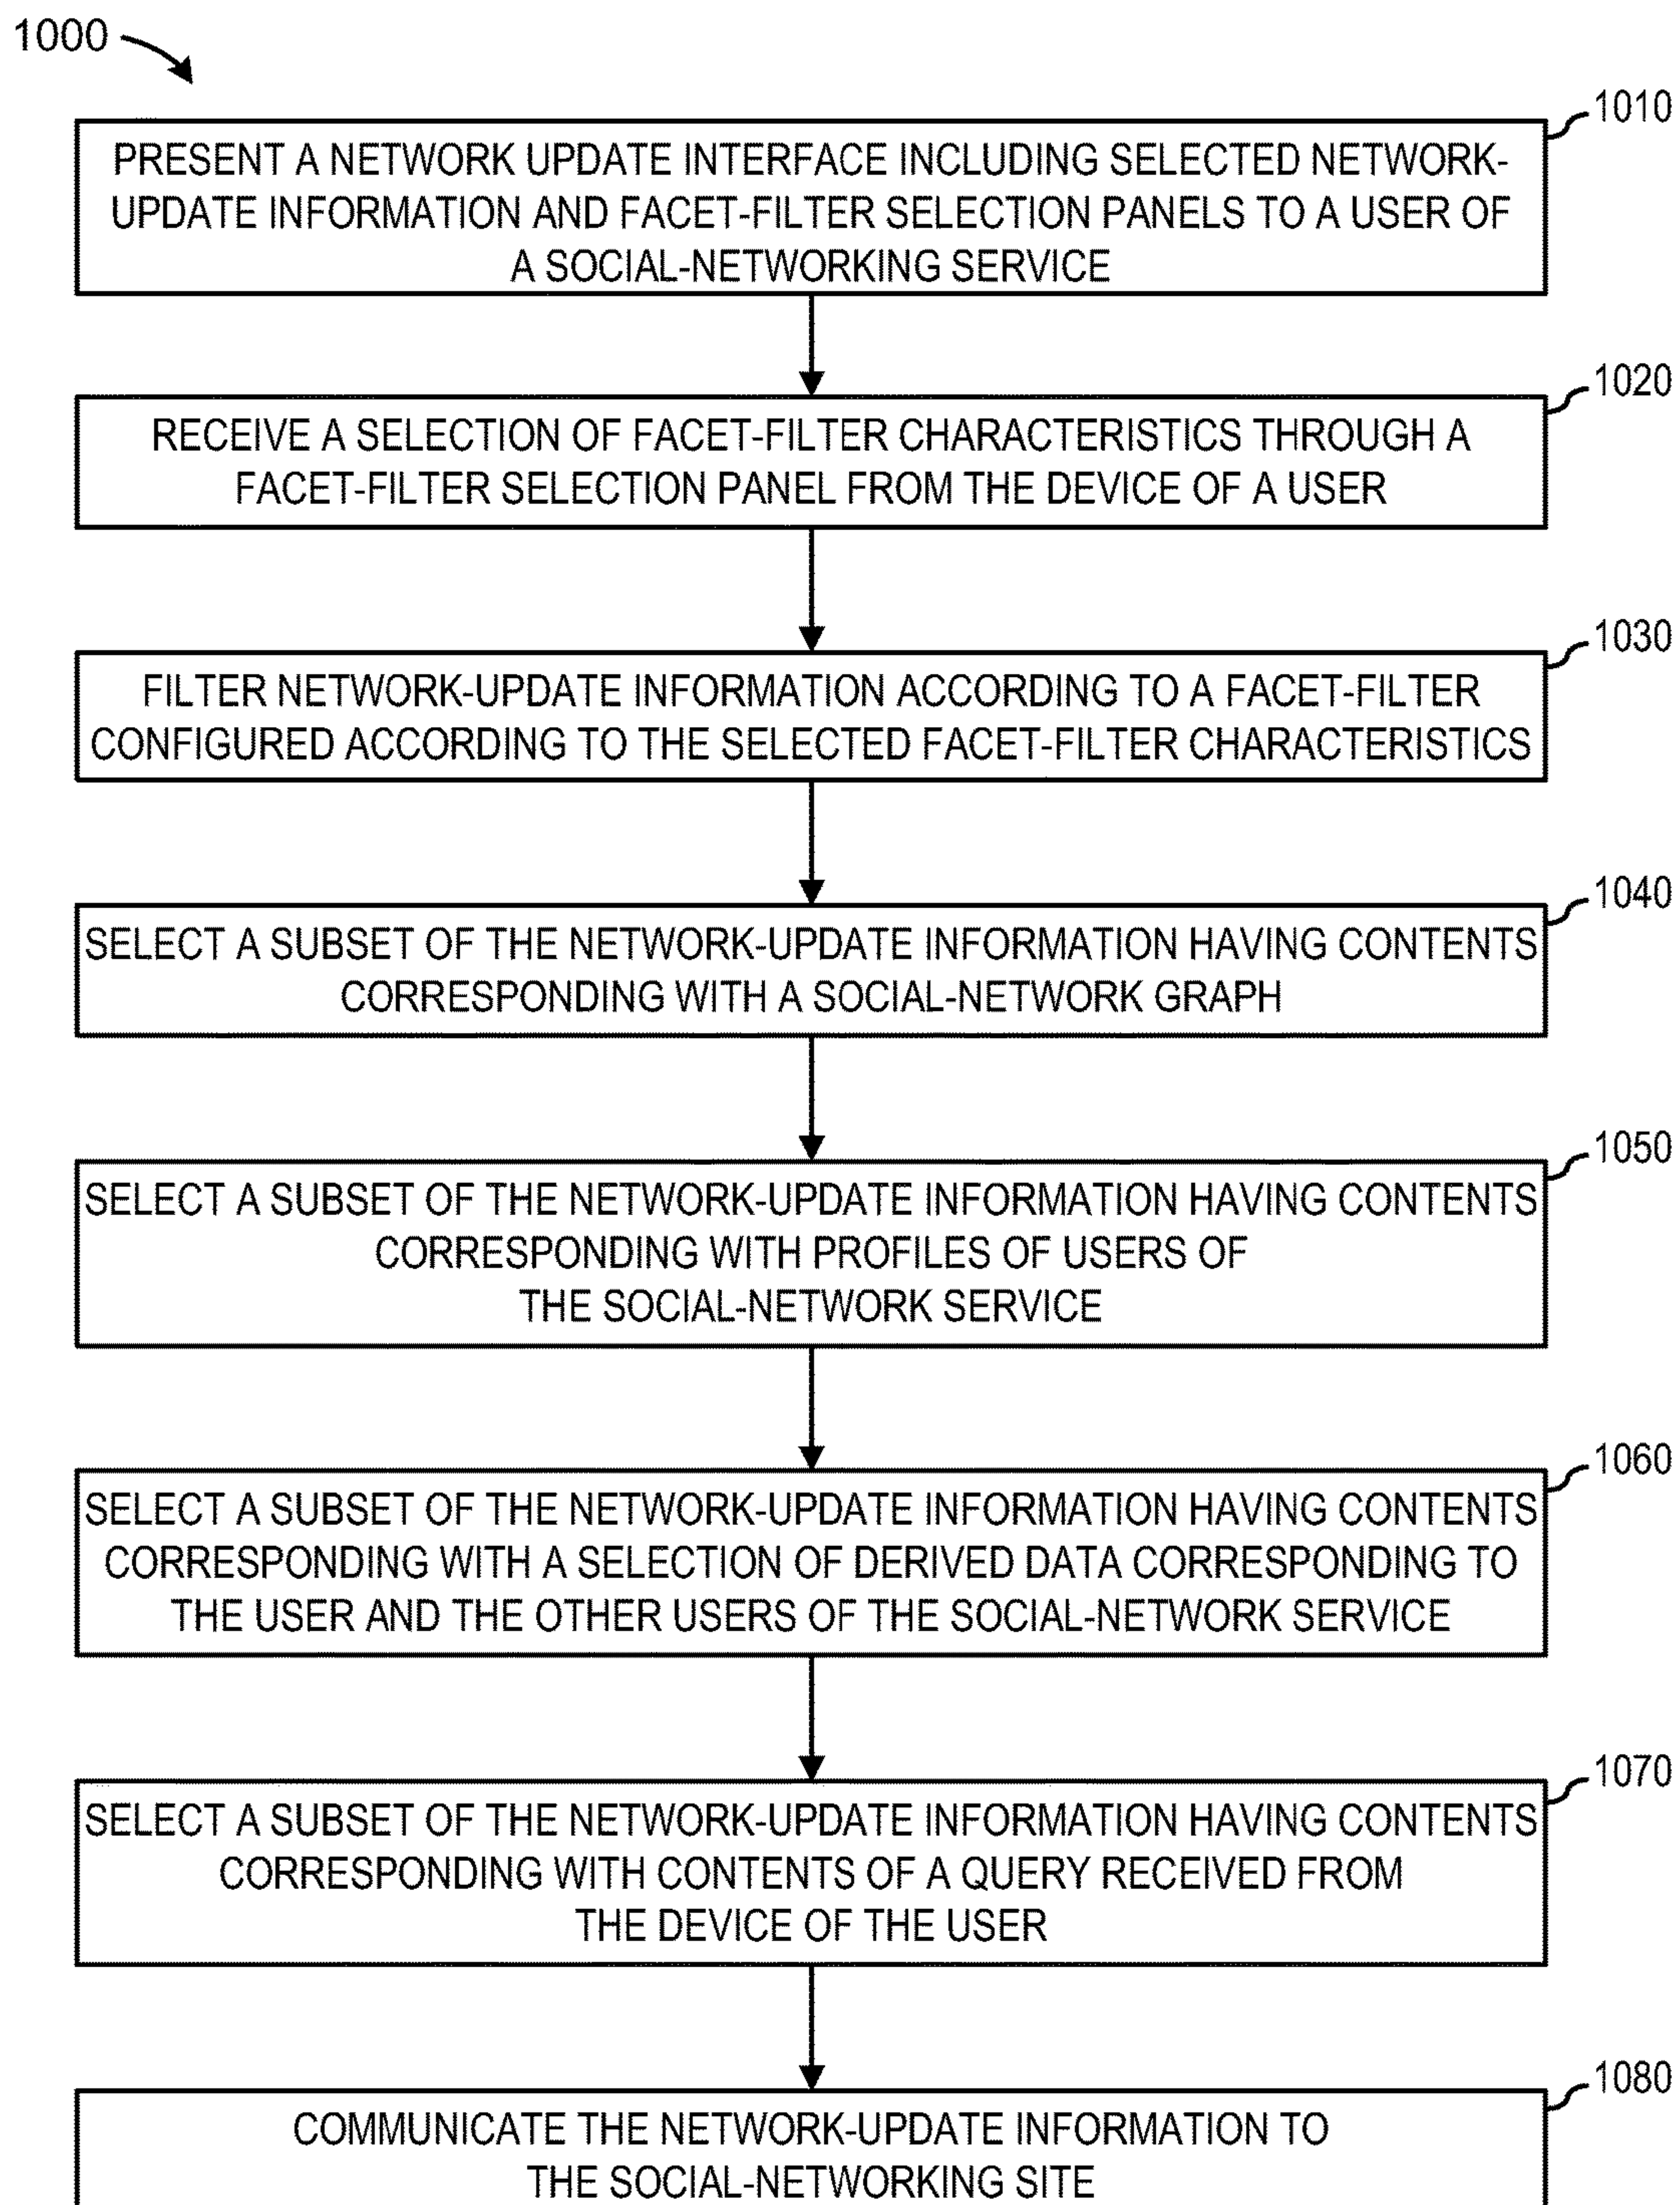 1000
1010
PRESENT A NETWORK UPDATE INTERFACE INCLUDING SELECTED NETWORK-
UPDATE INFORMATION AND FACET-FILTER SELECTION PANELS TO A USER OF
A SOCIAL-NETWORKING SERVICE
1020
RECEIVE A SELECTION OF FACET-FILTER CHARACTERISTICS THROUGH A
FACET-FILTER SELECTION PANEL FROM THE DEVICE OF A USER
1030
FILTER NETWORK-UPDATE INFORMATION ACCORDING TO A FACET-FILTER
CONFIGURED ACCORDING TO THE SELECTED FACET-FILTER CHARACTERISTICS
1040
SELECT A SUBSET OF THE NETWORK-UPDATE INFORMATION HAVING CONTENTS
CORRESPONDING WITH A SOCIAL-NETWORK GRAPH
1050
SELECT A SUBSET OF THE NETWORK-UPDATE INFORMATION HAVING CONTENTS
CORRESPONDING WITH PROFILES OF USERS OF
THE SOCIAL-NETWORK SERVICE
1060
SELECT A SUBSET OF THE NETWORK-UPDATE INFORMATION HAVING CONTENTS
CORRESPONDING WITH A SELECTION OF DERIVED DATA CORRESPONDING TO
THE USER AND THE OTHER USERS OF THE SOCIAL-NETWORK SERVICE
1070
SELECT A SUBSET OF THE NETWORK-UPDATE INFORMATION HAVING CONTENTS
CORRESPONDING WITH CONTENTS OF A QUERY RECEIVED FROM
THE DEVICE OF THE USER
1080
COMMUNICATE THE NETWORK-UPDATE INFORMATION TO
THE SOCIAL-NETWORKING SITE